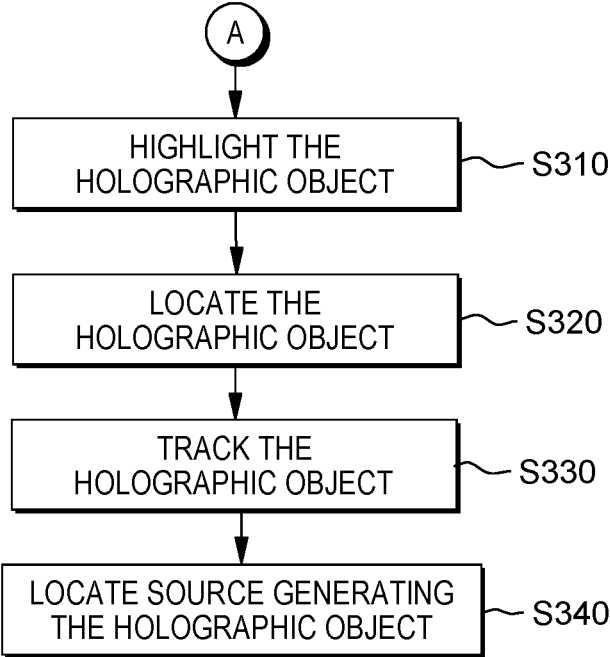 A
HIGHLIGHT THE
HOLOGRAPHIC OBJECT
S310
LOCATE THE
HOLOGRAPHIC OBJECT
S320
TRACK THE
HOLOGRAPHIC OBJECT
S330
LOCATE SOURCE GENERATING
THE HOLOGRAPHIC OBJECT
S340